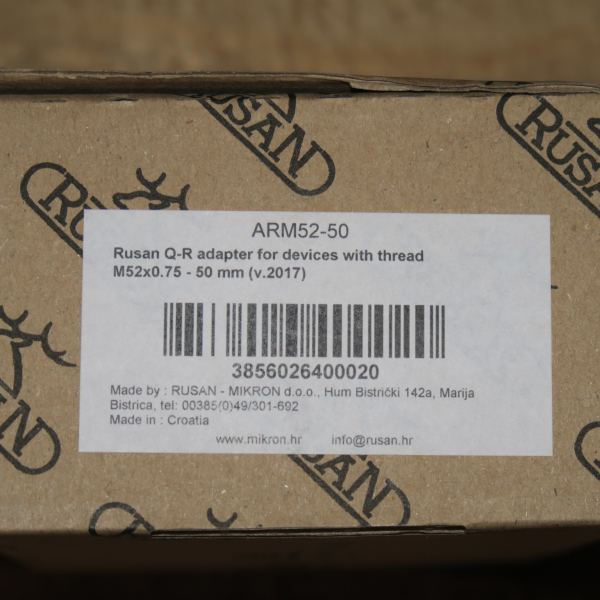 RUSAN
RUSAN
RU
ARM52-50
Rusan Q-R adapter for devices with thread
M52x0.75 - 50 mm (v.2017)
3856026400020
Made by : RUSAN - MIKRON d.o.o., Hum Bistrički 142a, Marija
Bistrica, tel: 00385(0)49/301-692
Made in : Croatia
www.mikron.hr info@rusan.hr
RUSAN